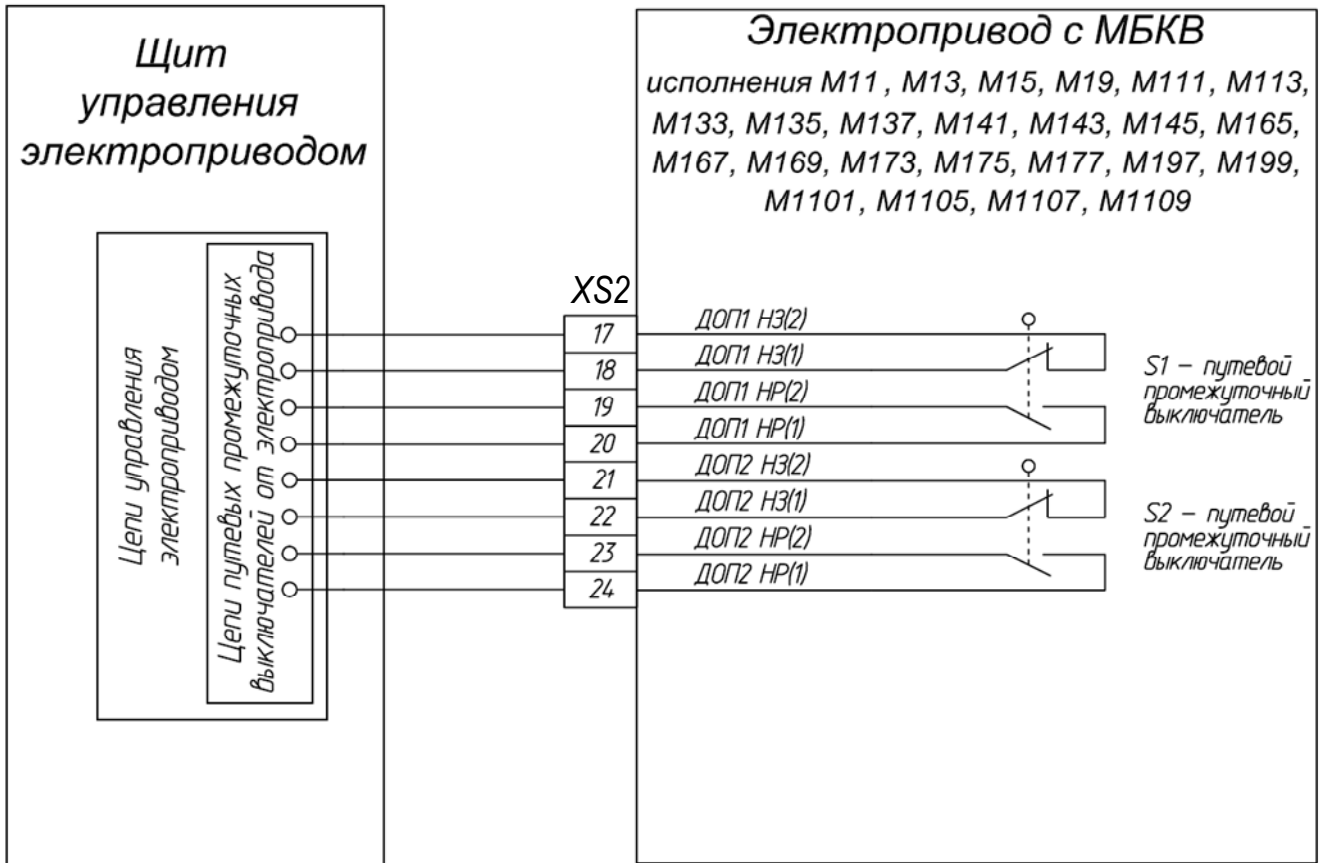 Щит
управления
электроприводом
Цепи управления
электроприводом
Цепи путевых промежуточных
выключателей от электропривода
XS2
17
18
19
20
21
22
23
24
Электропривод с МБКВ
исполнения М11 , М13, М15, М19, М111, М113,
М133, М135, М137, М141, М143, М145, М165,
М167, М169, М173, М175, М177, М197, М199,
М1101, М1105, М1107, М1109
ДОП1 НЗ(2)
ДОП1 НЗ(1)
ДОП1 НР(2)
ДОП1 НР(1)
ДОП2 НЗ(2)
ДОП2 НЗ(1)
ДОП2 НР(2)
ДОП2 НР(1)
S1 – путевой
промежуточный
выключатель
S2 – путевой
промежуточный
выключатель